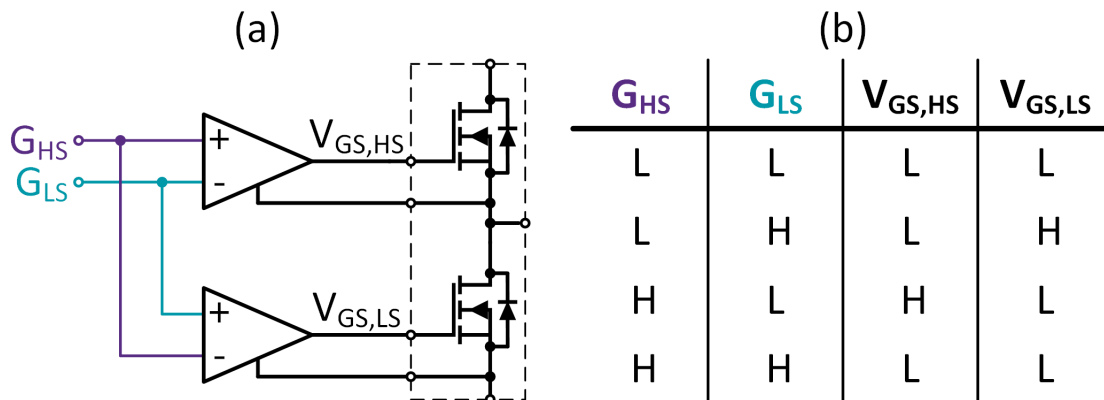 (a)
G_HS
G_LS
+
-
V_GS,HS
+
-
V_GS,LS
(b)
G_HS G_LS V_GS,HS V_GS,LS
L L L L
L H L H
H L H L
H H L L